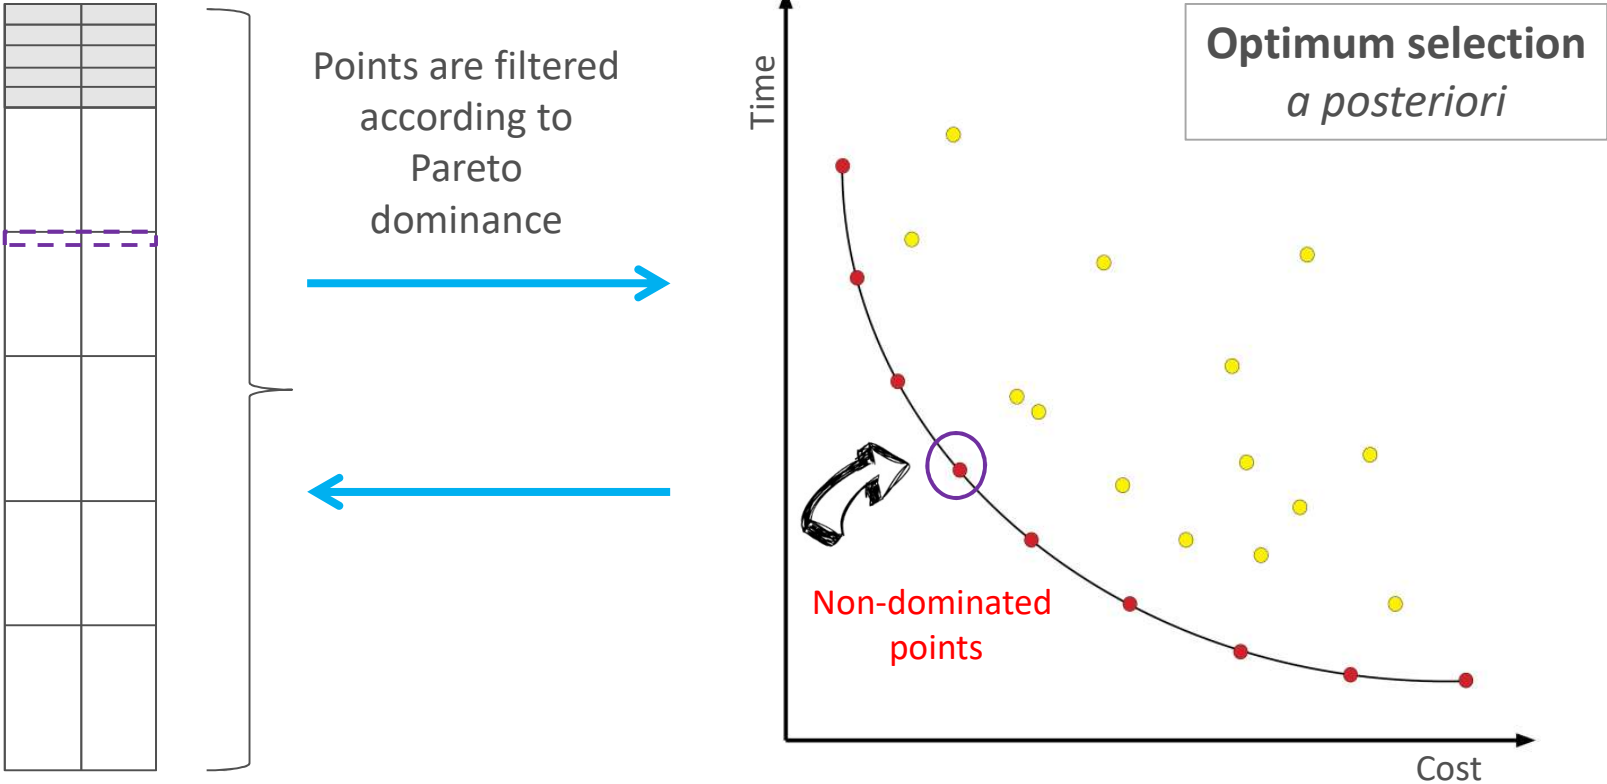 Points are filtered
according to
Pareto
dominance
Time
Optimum selection
a posteriori
Non-dominated
points
Cost